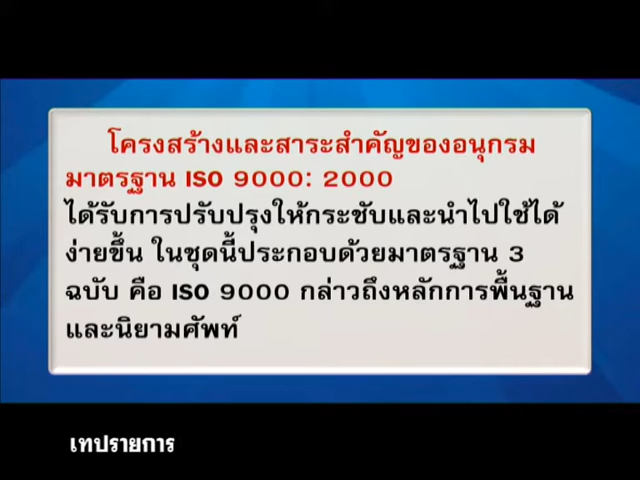 โครงสร้างและสาระสำคัญของอนุกรม
มาตรฐาน ISO 9000: 2000
ได้รับการปรับปรุงให้กระชับและนำไปใช้ได้
ง่ายขึ้น ในชุดนี้ประกอบด้วยมาตรฐาน 3
ฉบับ คือ ISO 9000 กล่าวถึงหลักการพื้นฐาน
และนิยามศัพท์
เทปรายการ